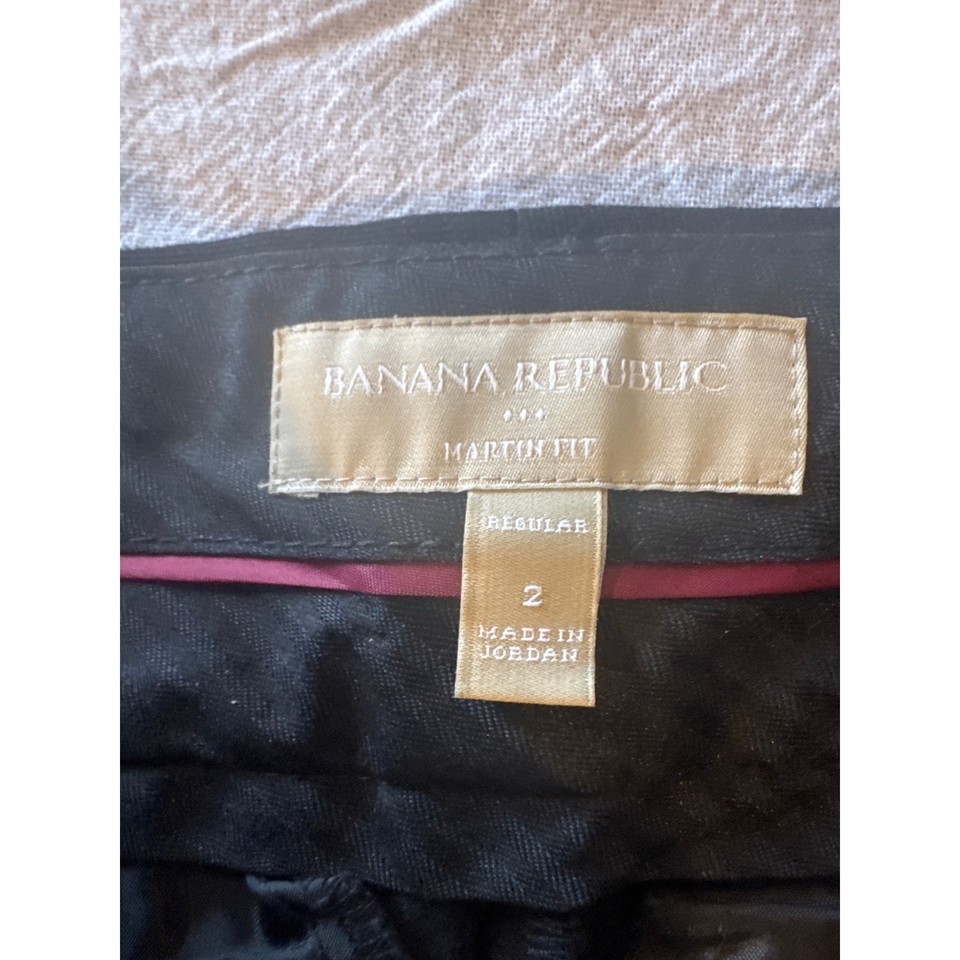 BANANA REPUBLIC
MARTIN FIT
REGULAR
2
MADE IN
JORDAN